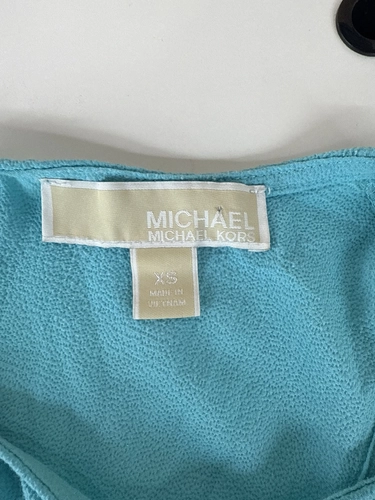 MICHAEL
MICHAEL KORS
XS
MADE IN
VIETNAM